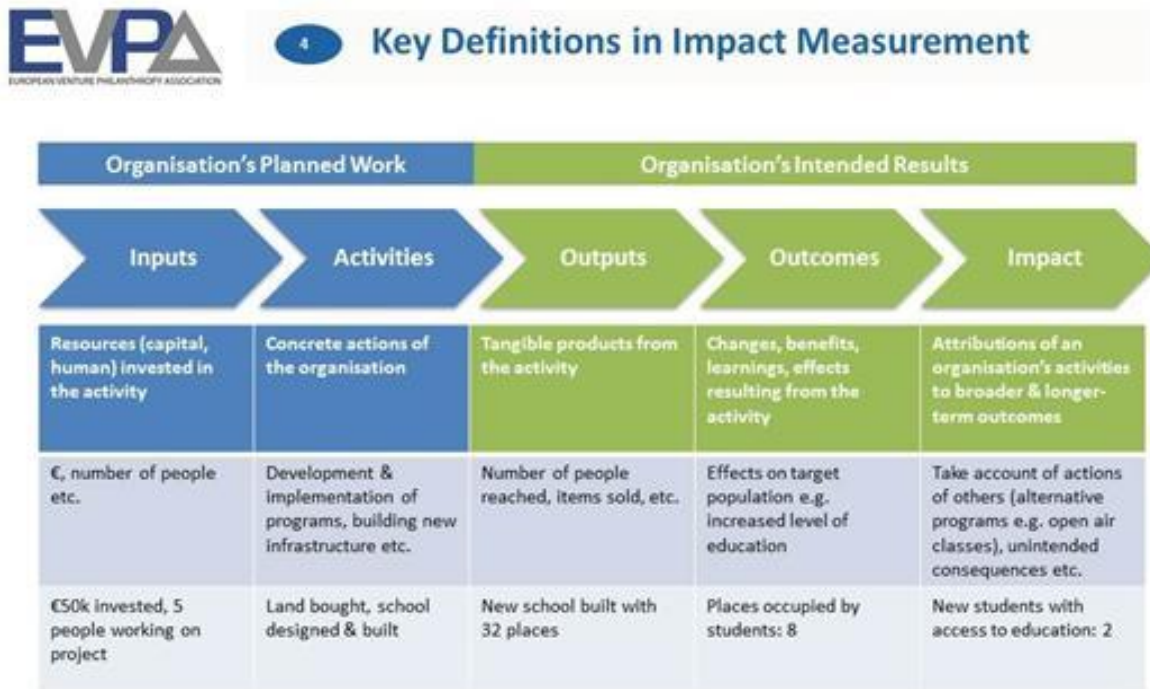 EVPA
EUROPEAN VENTURE PHILANTHROPY ASSOCIATION
4
Key Definitions in Impact Measurement
Organisation's Planned Work
Organisation's Intended Results
Inputs
Activities
Outputs
Outcomes
Impact
Resources (capital,
human) invested in
the activity
Concrete actions of
the organisation
Tangible products from
the activity
Changes, benefits,
learnings, effects
resulting from the
activity
Attributions of an
organisation's activities
to broader & longer-
term outcomes
€, number of people
etc.
Development &
implementation of
programs, building new
infrastructure etc.
Number of people
reached, items sold, etc.
Effects on target
population e.g.
increased level of
education
Take account of actions
of others (alternative
programs e.g. open air
classes), unintended
consequences etc.
€50k invested, 5
people working on
project
Land bought, school
designed & built
New school built with
32 places
Places occupied by
students: 8
New students with
access to education: 2